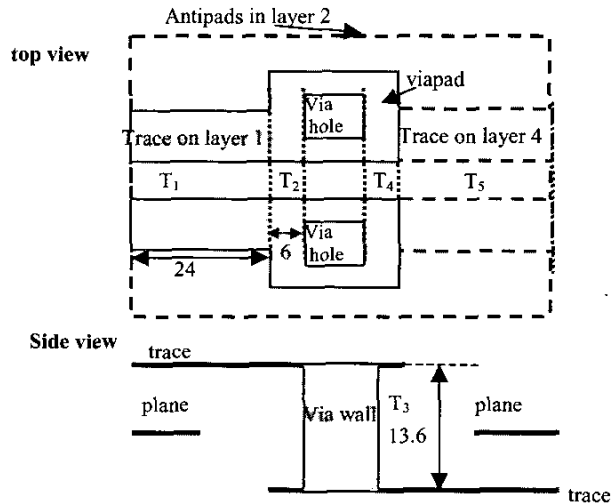 Antipads in layer 2
top view
viapad
Via
hole
Trace on layer 1
Trace on layer 4
T1
T2
T4
T5
Via
hole
6
24
Side view
trace
plane
Via wall
T3
13.6
plane
trace